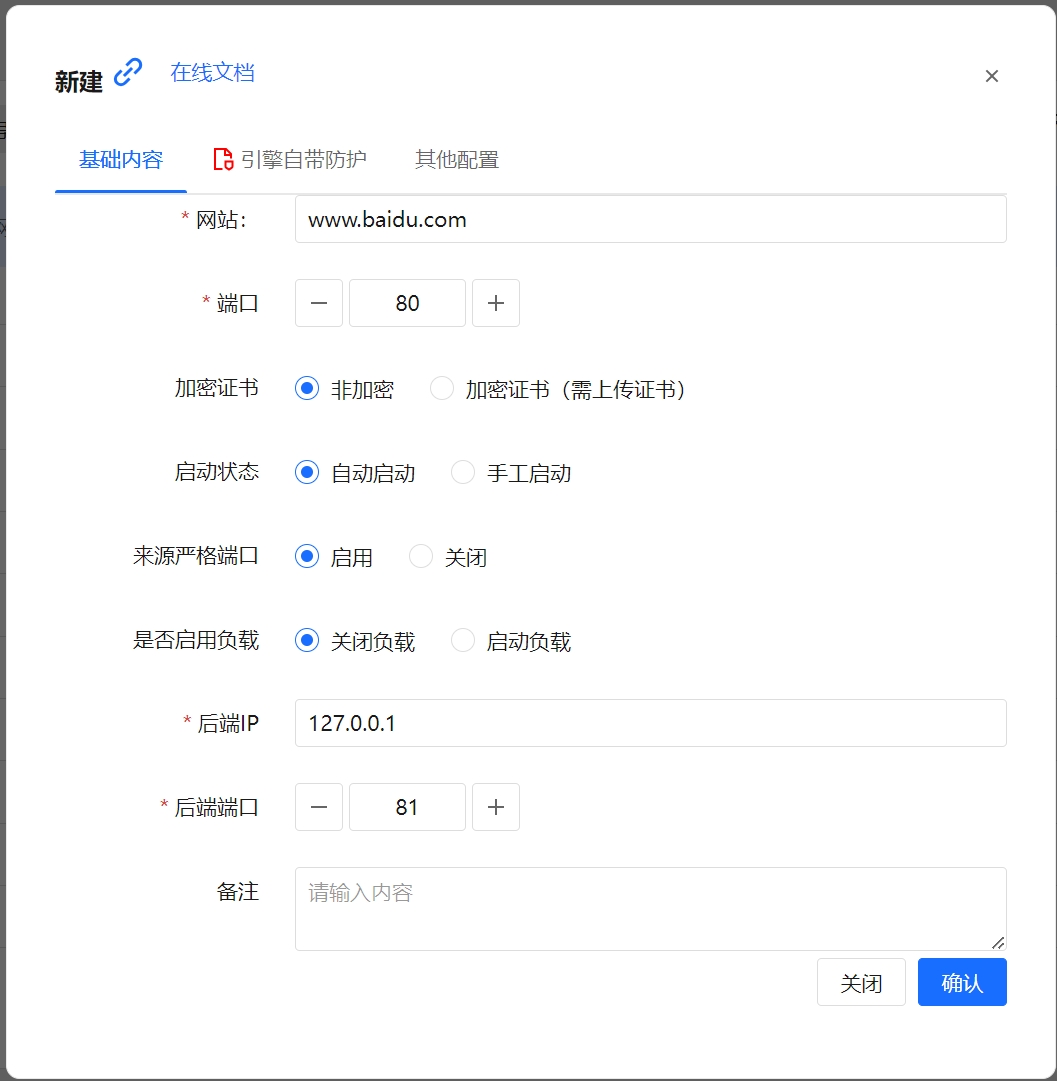 新建 在线文档
基础内容 引擎自带防护 其他配置
* 网站: www.baidu.com
* 端口 80
加密证书 非加密 加密证书（需上传证书）
启动状态 自动启动 手工启动
来源严格端口 启用 关闭
是否启用负载 关闭负载 启动负载
* 后端IP 127.0.0.1
* 后端端口 81
备注 请输入内容
关闭 确认